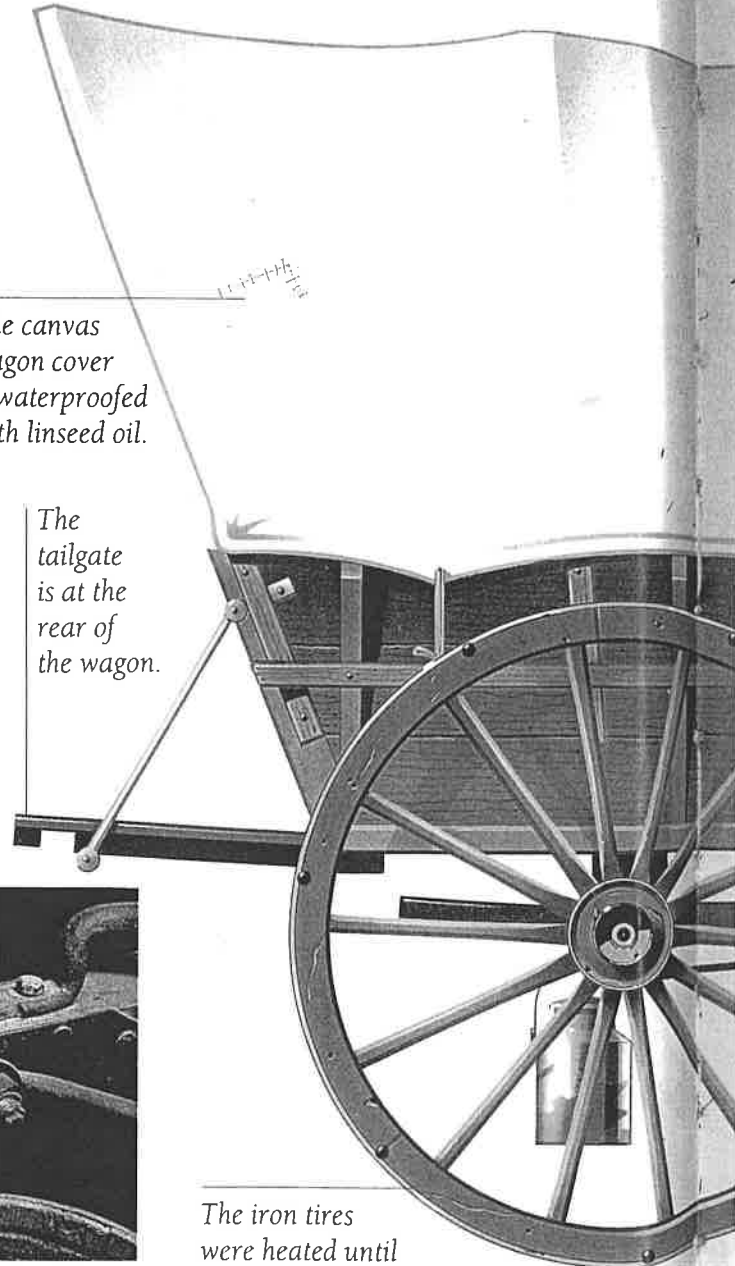 e canvas
gon cover
waterproofed
th linseed oil.
The
tailgate
is at the
rear of
the wagon.
The iron tires
were heated until